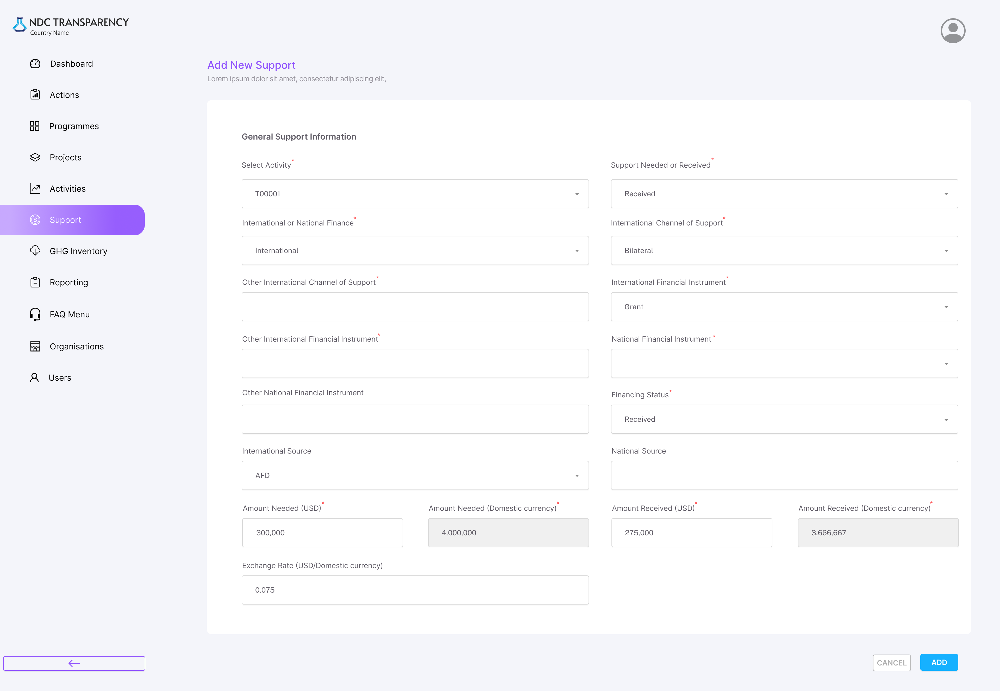 NDC TRANSPARENCY
Country Name
Dashboard
Actions
Programmes
Projects
Activities
$ Support
GHG Inventory
Reporting
FAQ Menu
Organisations
Users
Add New Support
Lorem ipsum dolor sit amet, consectetur adipiscing elit,
General Support Information
Select Activity*
Support Needed or Received*
T00001
Received
International or National Finance*
International Channel of Support*
International
Bilateral
Other International Channel of Support*
International Financial Instrument*
Grant
Other International Financial Instrument*
National Financial Instrument*
Other National Financial Instrument
Financing Status*
Received
International Source
National Source
AFD
Amount Needed (USD)*
Amount Needed (Domestic currency)*
Amount Received (USD)*
Amount Received (Domestic currency)*
300,000
4,000,000
275,000
3,666,667
Exchange Rate (USD/Domestic currency)
0.075
CANCEL
ADD